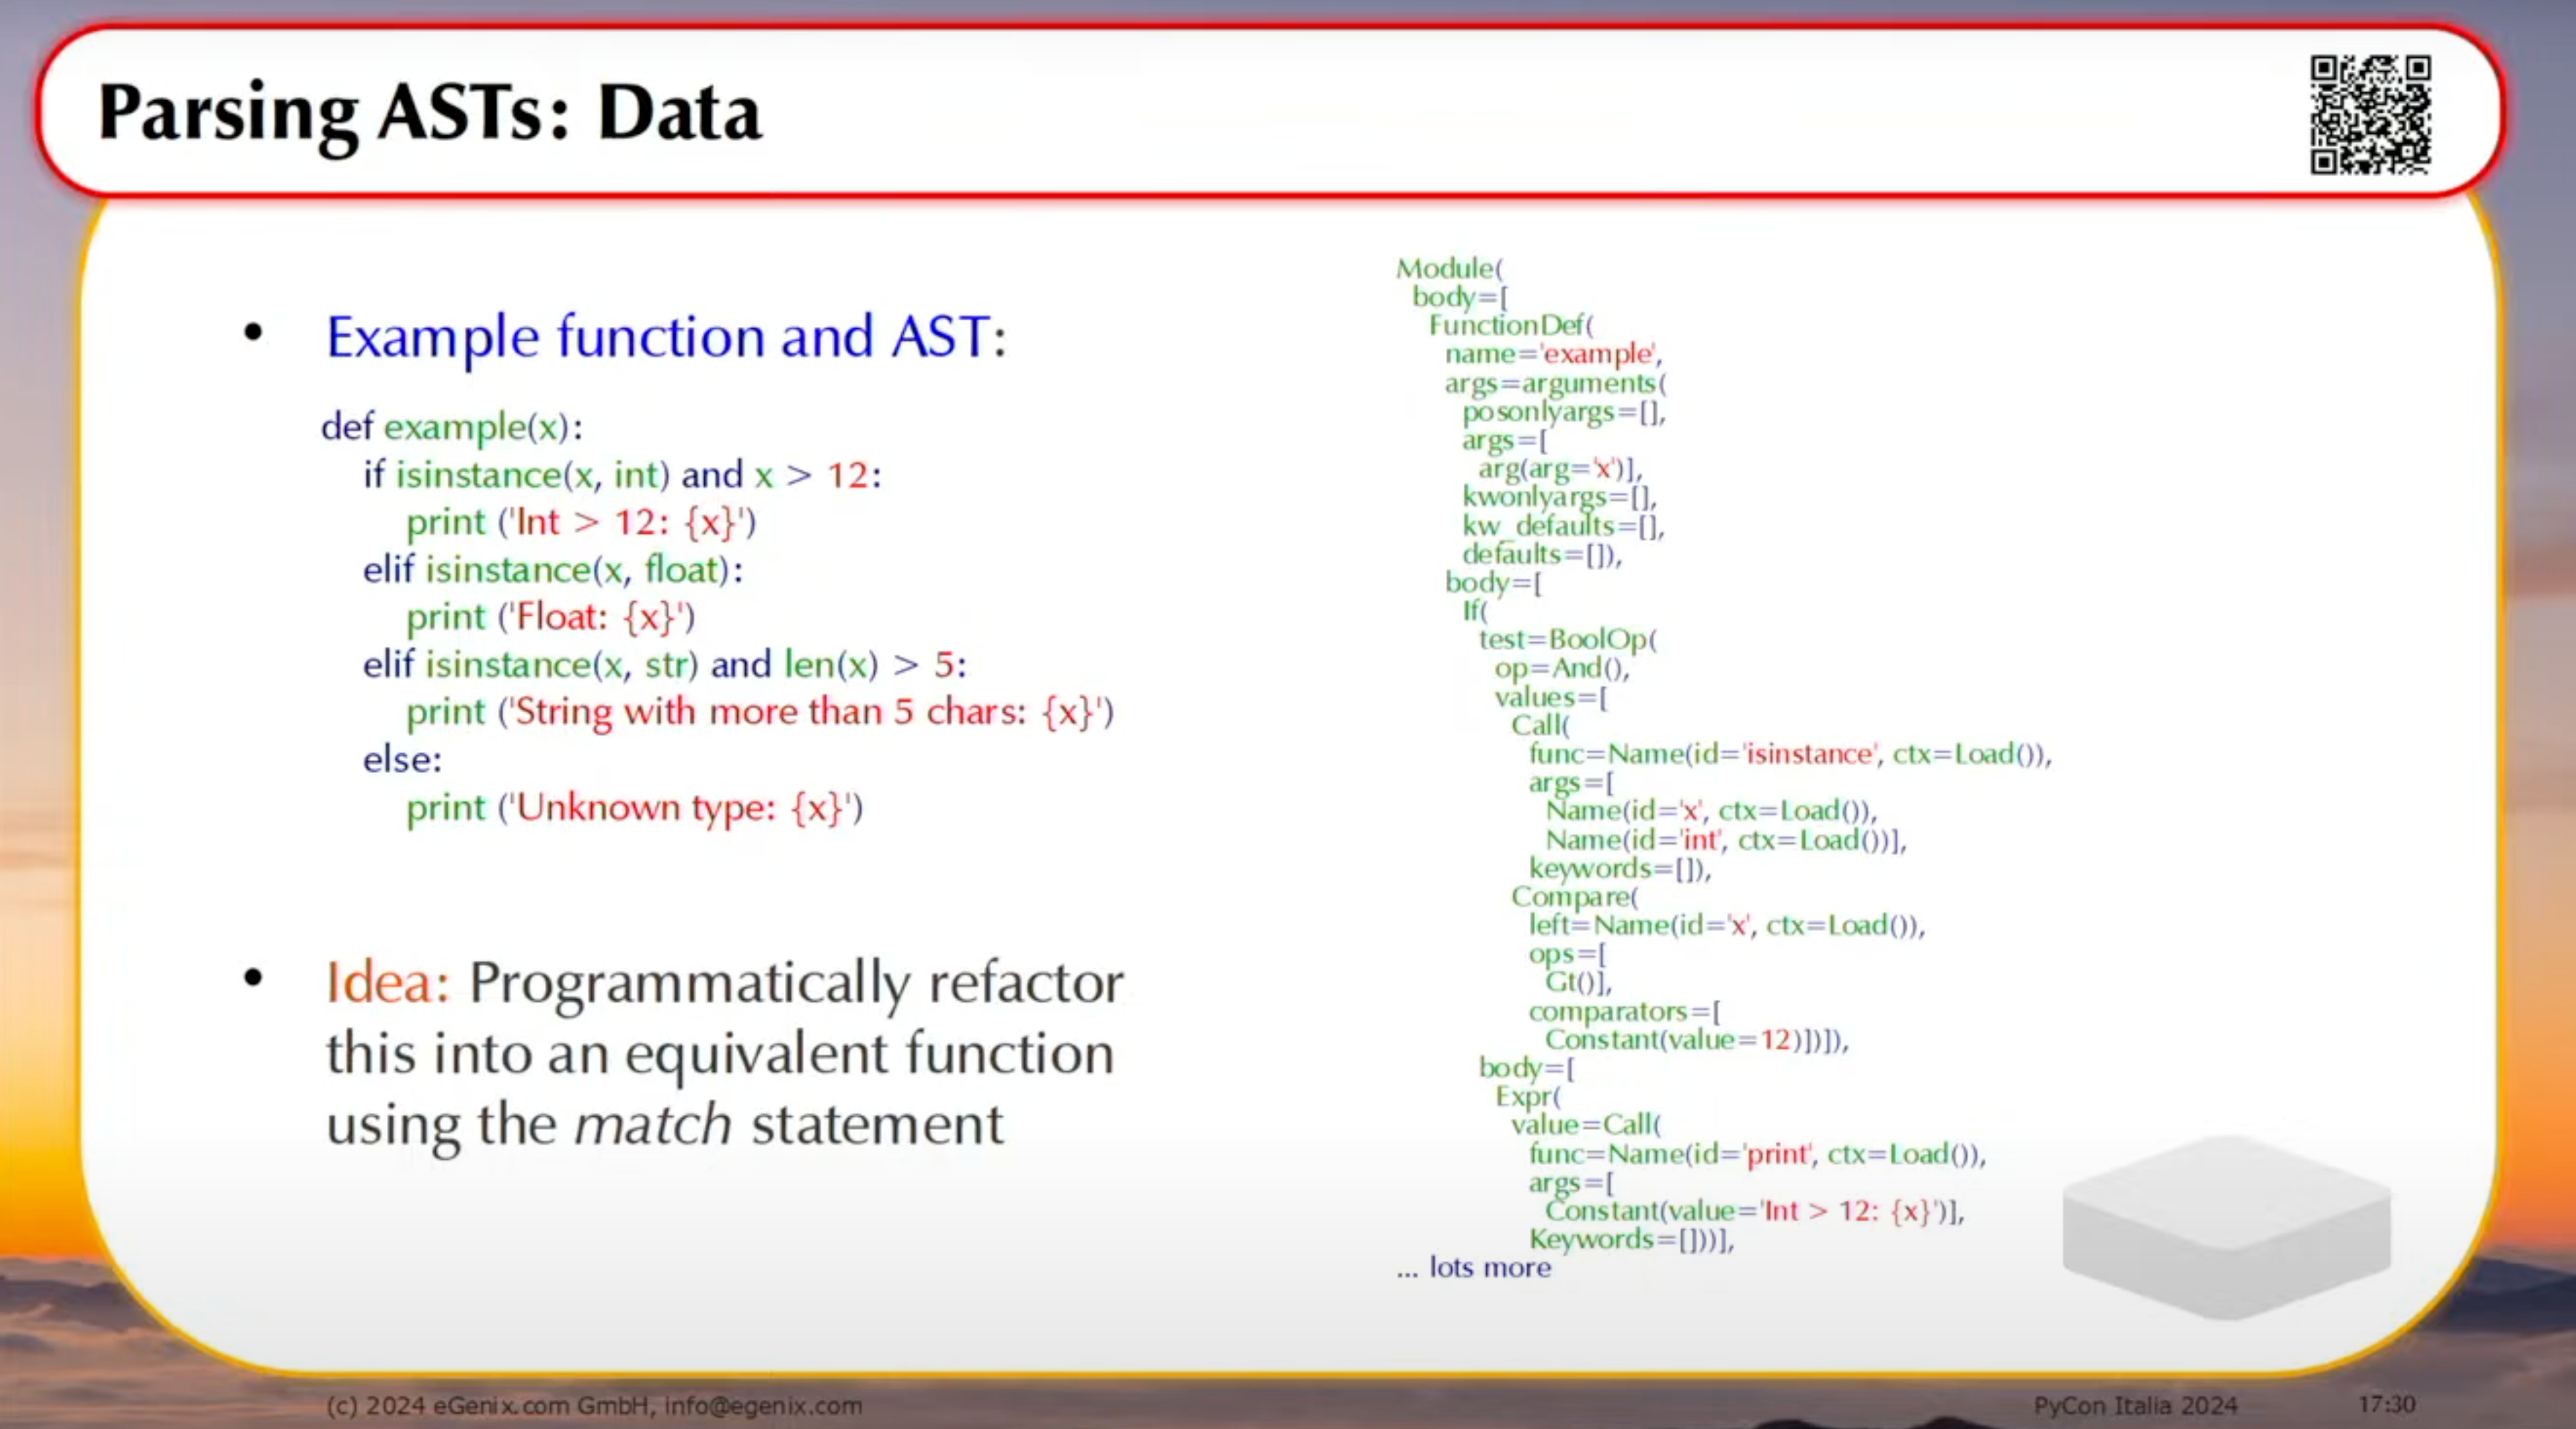 Parsing ASTs: Data
• Example function and AST:
def example(x):
if isinstance(x, int) and x > 12:
print ('Int > 12: {x}')
elif isinstance(x, float):
print ('Float: {x}')
elif isinstance(x, str) and len(x) > 5:
print ('String with more than 5 chars: {x}')
else:
print ('Unknown type: {x}')
• Idea: Programmatically refactor
this into an equivalent function
using the match statement
Module(
body=[
FunctionDef(
name='example',
args=arguments(
posonlyargs=[],
args=[
arg(arg='x')],
kwonlyargs=[],
kw_defaults=[],
defaults=[]),
body=[
If(
test=BoolOp(
op=And(),
values=[
Call(
func=Name(id='isinstance', ctx=Load()),
args=[
Name(id='x', ctx=Load()),
Name(id='int', ctx=Load())],
keywords=[]),
Compare(
left=Name(id='x', ctx=Load()),
ops=[
Gt()],
comparators=[
Constant(value=12)])]),
body=[
Expr(
value=Call(
func=Name(id='print', ctx=Load()),
args=[
Constant(value='Int > 12: {x}')],
Keywords=[]))],
... lots more
(c) 2024 eGenix.com GmbH, info@egenix.com
PyCon Italia 2024
17:30